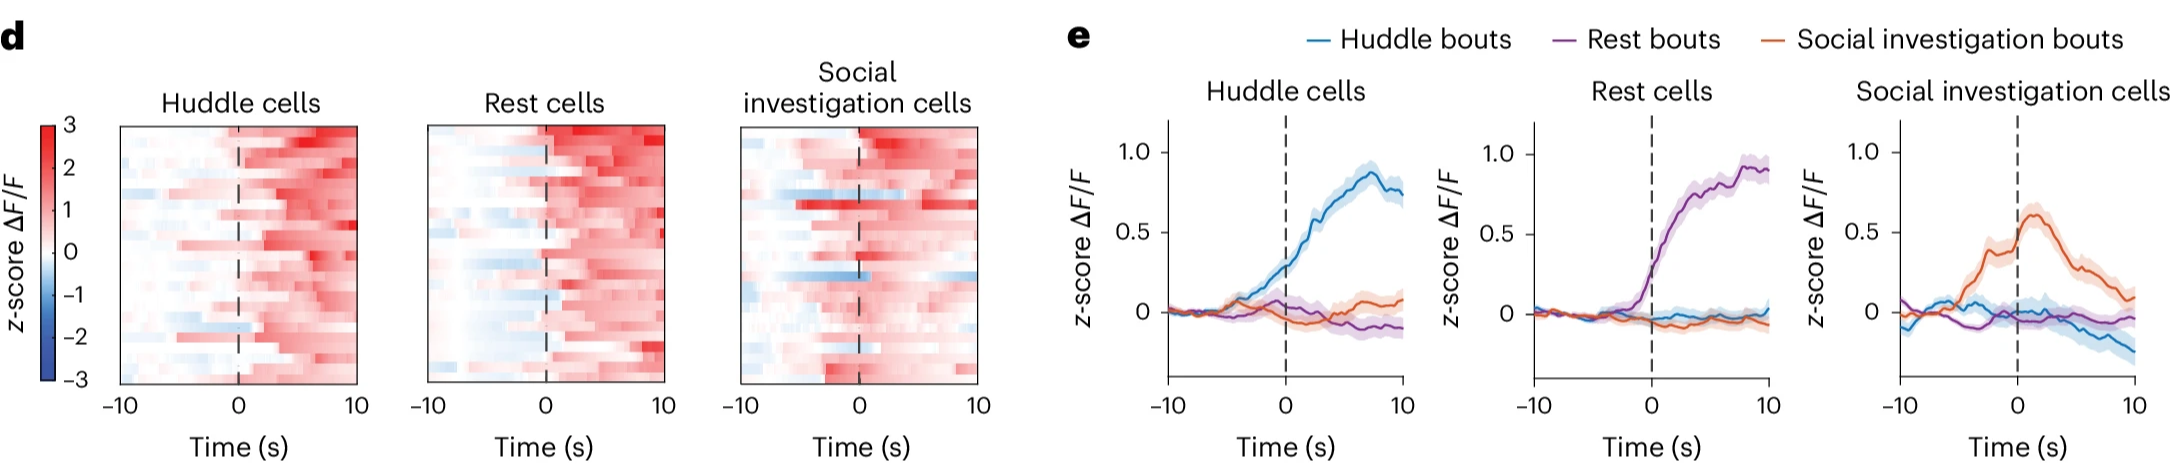 d
Huddle cells
Rest cells
Social
investigation cells
3
2
1
0
–1
–2
–3
z-score ΔF/F
–10 0 10
–10 0 10
–10 0 10
Time (s)
Time (s)
Time (s)
e
Huddle bouts
Rest bouts
Social investigation bouts
Huddle cells
Rest cells
Social investigation cells
z-score ΔF/F
1.0
0.5
0
–10 0 10
Time (s)
z-score ΔF/F
1.0
0.5
0
–10 0 10
Time (s)
z-score ΔF/F
1.0
0.5
0
–10 0 10
Time (s)